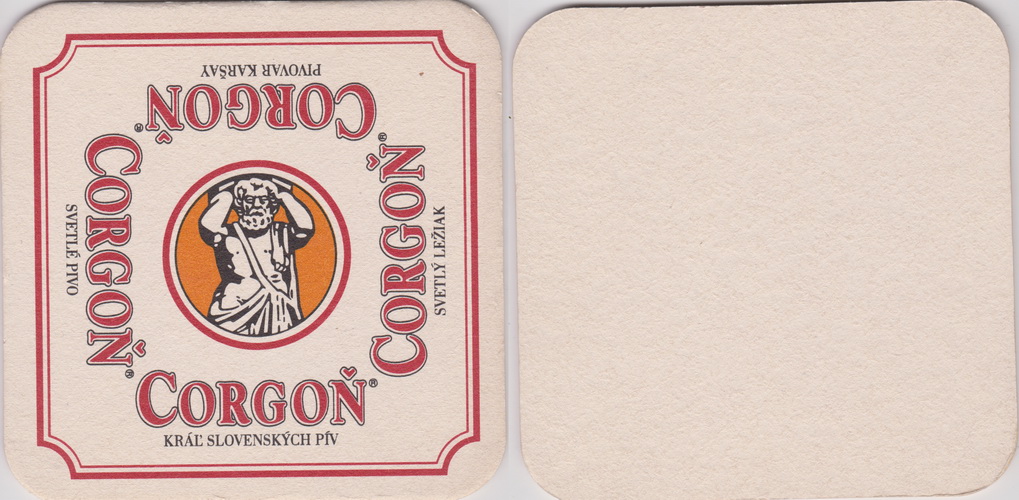 PIVOVAR KARŠAY
CORGOŇ®
CORGOŇ®
SVETLÉ PIVO
CORGOŇ®
SVETLÝ LEŽIAK
CORGOŇ®
KRÁĽ SLOVENSKÝCH PÍV